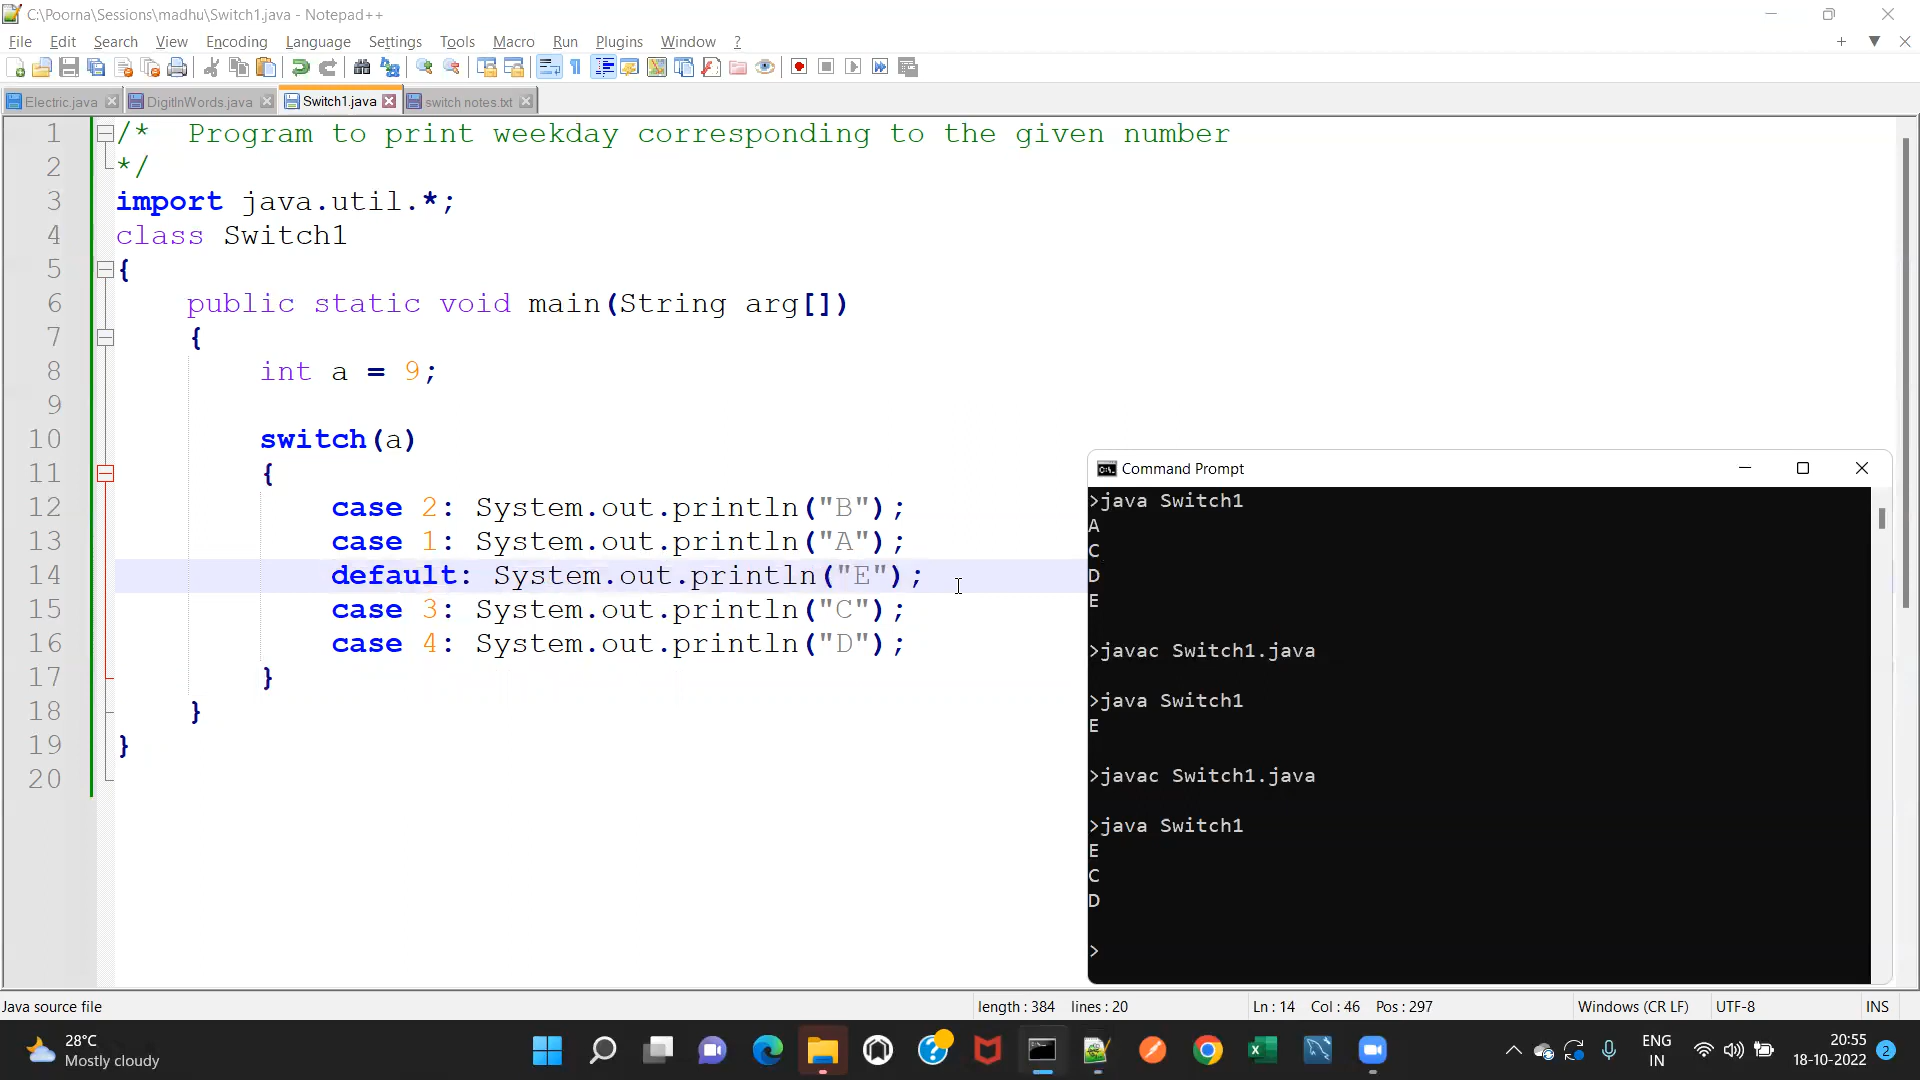 C:\Poorna\Sessions\madhu\Switch1.java - Notepad++
File Edit Search View Encoding Language Settings Tools Macro Run Plugins Window ?
Electric.java DigitInWords.java Switch1.java switch notes.txt
1 /* Program to print weekday corresponding to the given number
2 */
3 import java.util.*;
4 class Switch1
5 {
6 public static void main(String arg[])
7 {
8 int a = 9;
9
10 switch(a)
11 {
12 case 2: System.out.println("B");
13 case 1: System.out.println("A");
14 default: System.out.println("E");
15 case 3: System.out.println("C");
16 case 4: System.out.println("D");
17 }
18 }
19 }
20
Command Prompt
>java Switch1
A
C
D
E
>javac Switch1.java
>java Switch1
E
>javac Switch1.java
>java Switch1
E
C
D
>
Java source file length : 384 lines : 20 Ln : 14 Col : 46 Pos : 297 Windows (CR LF) UTF-8 INS
28°C
Mostly cloudy
ENG
IN
20:55
18-10-2022
2